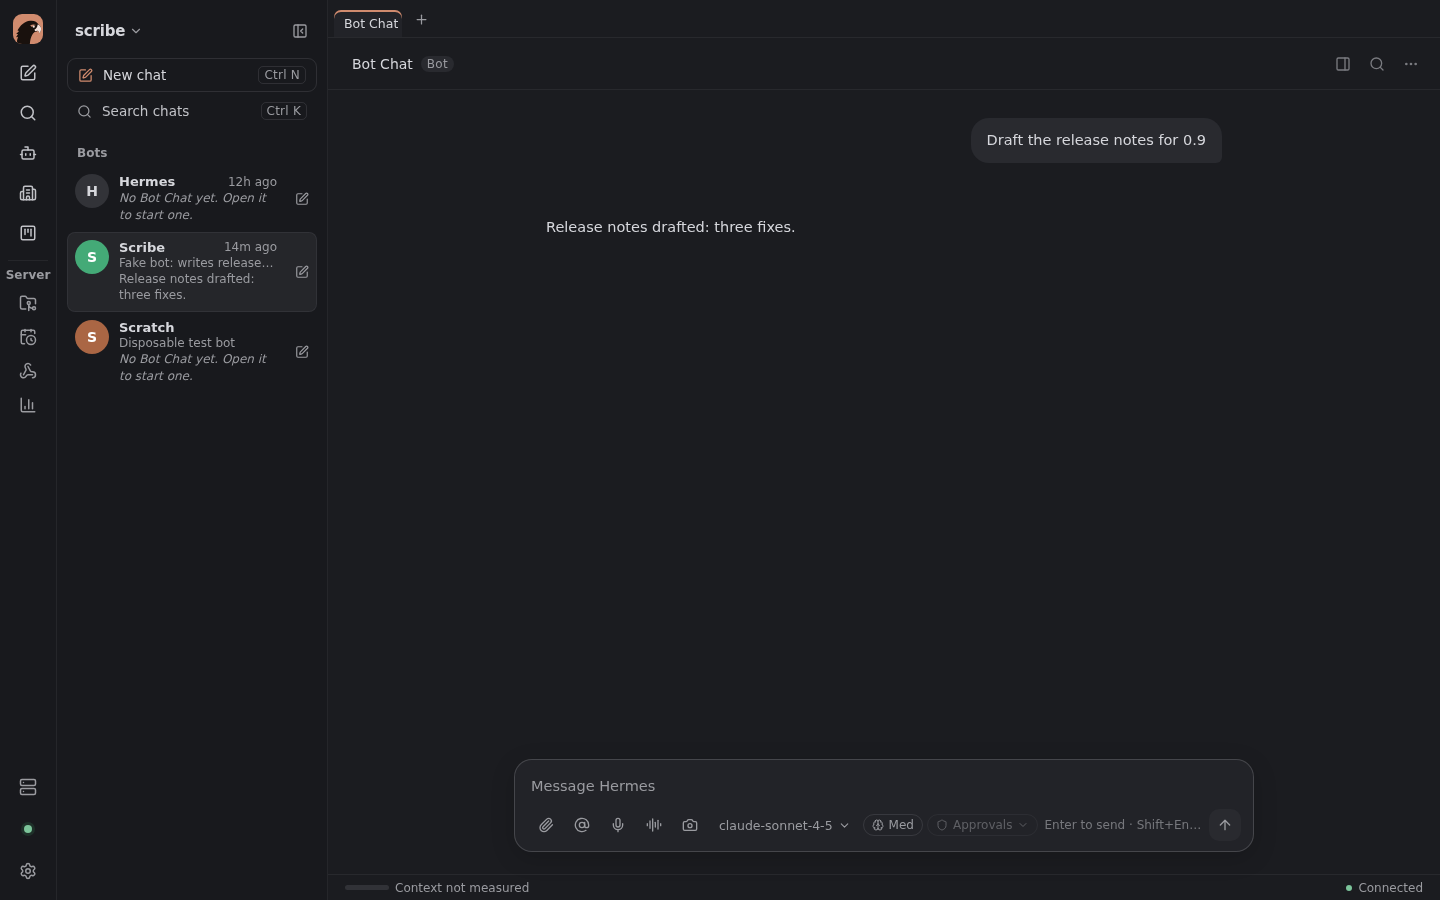 scribe
New chat
Ctrl N
Search chats
Ctrl K
Bots
H
Hermes
12h ago
No Bot Chat yet. Open it
to start one.
S
Scribe
14m ago
Fake bot: writes release…
Release notes drafted:
three fixes.
S
Scratch
Disposable test bot
No Bot Chat yet. Open it
to start one.
Server
Bot Chat
Bot Chat
Bot
Draft the release notes for 0.9
Release notes drafted: three fixes.
Message Hermes
claude-sonnet-4-5
Med
Approvals
Enter to send · Shift+En…
Context not measured
Connected